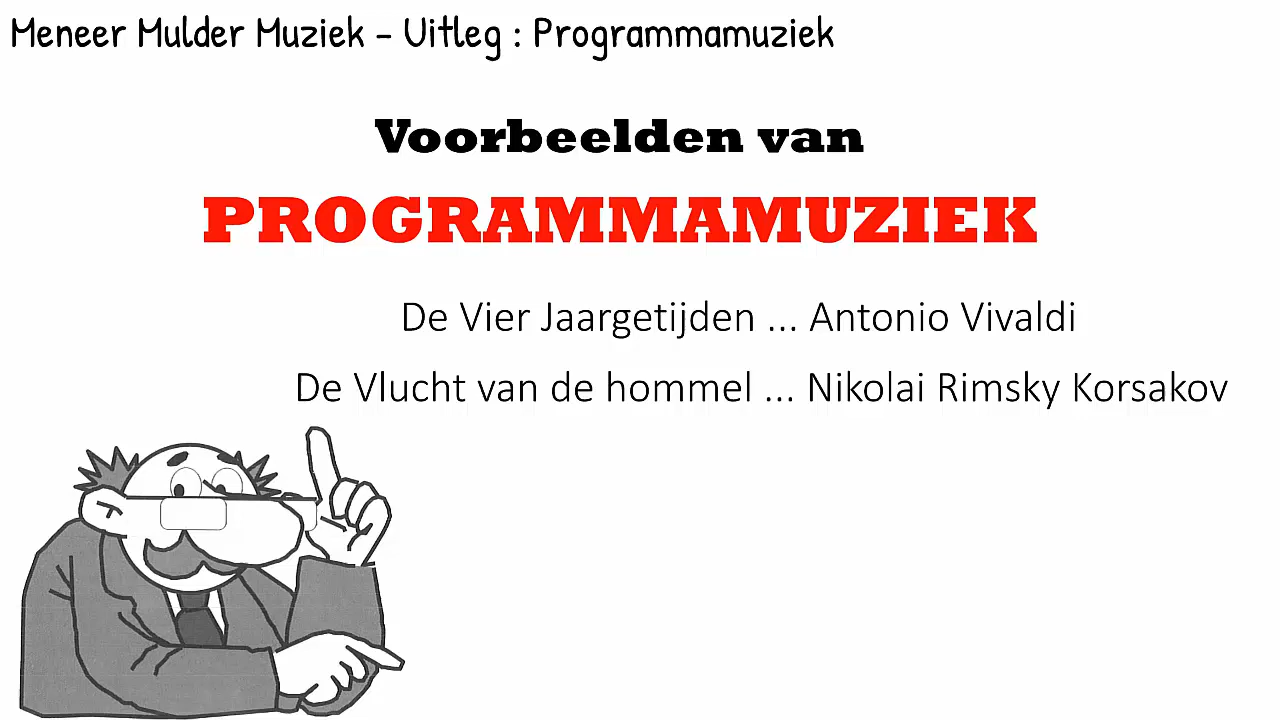 Meneer Mulder Muziek - Uitleg : Programmamuziek
Voorbeelden van
PROGRAMMAMUZIEK
De Vier Jaargetijden ... Antonio Vivaldi
De Vlucht van de hommel ... Nikolai Rimsky Korsakov